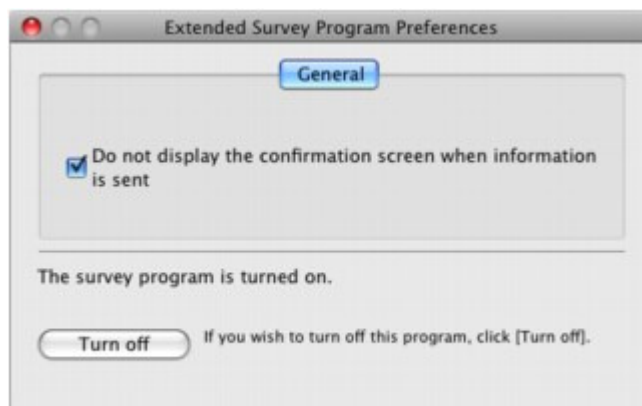 Extended Survey Program Preferences
General
Do not display the confirmation screen when information
is sent
The survey program is turned on.
Turn off
If you wish to turn off this program, click [Turn off].